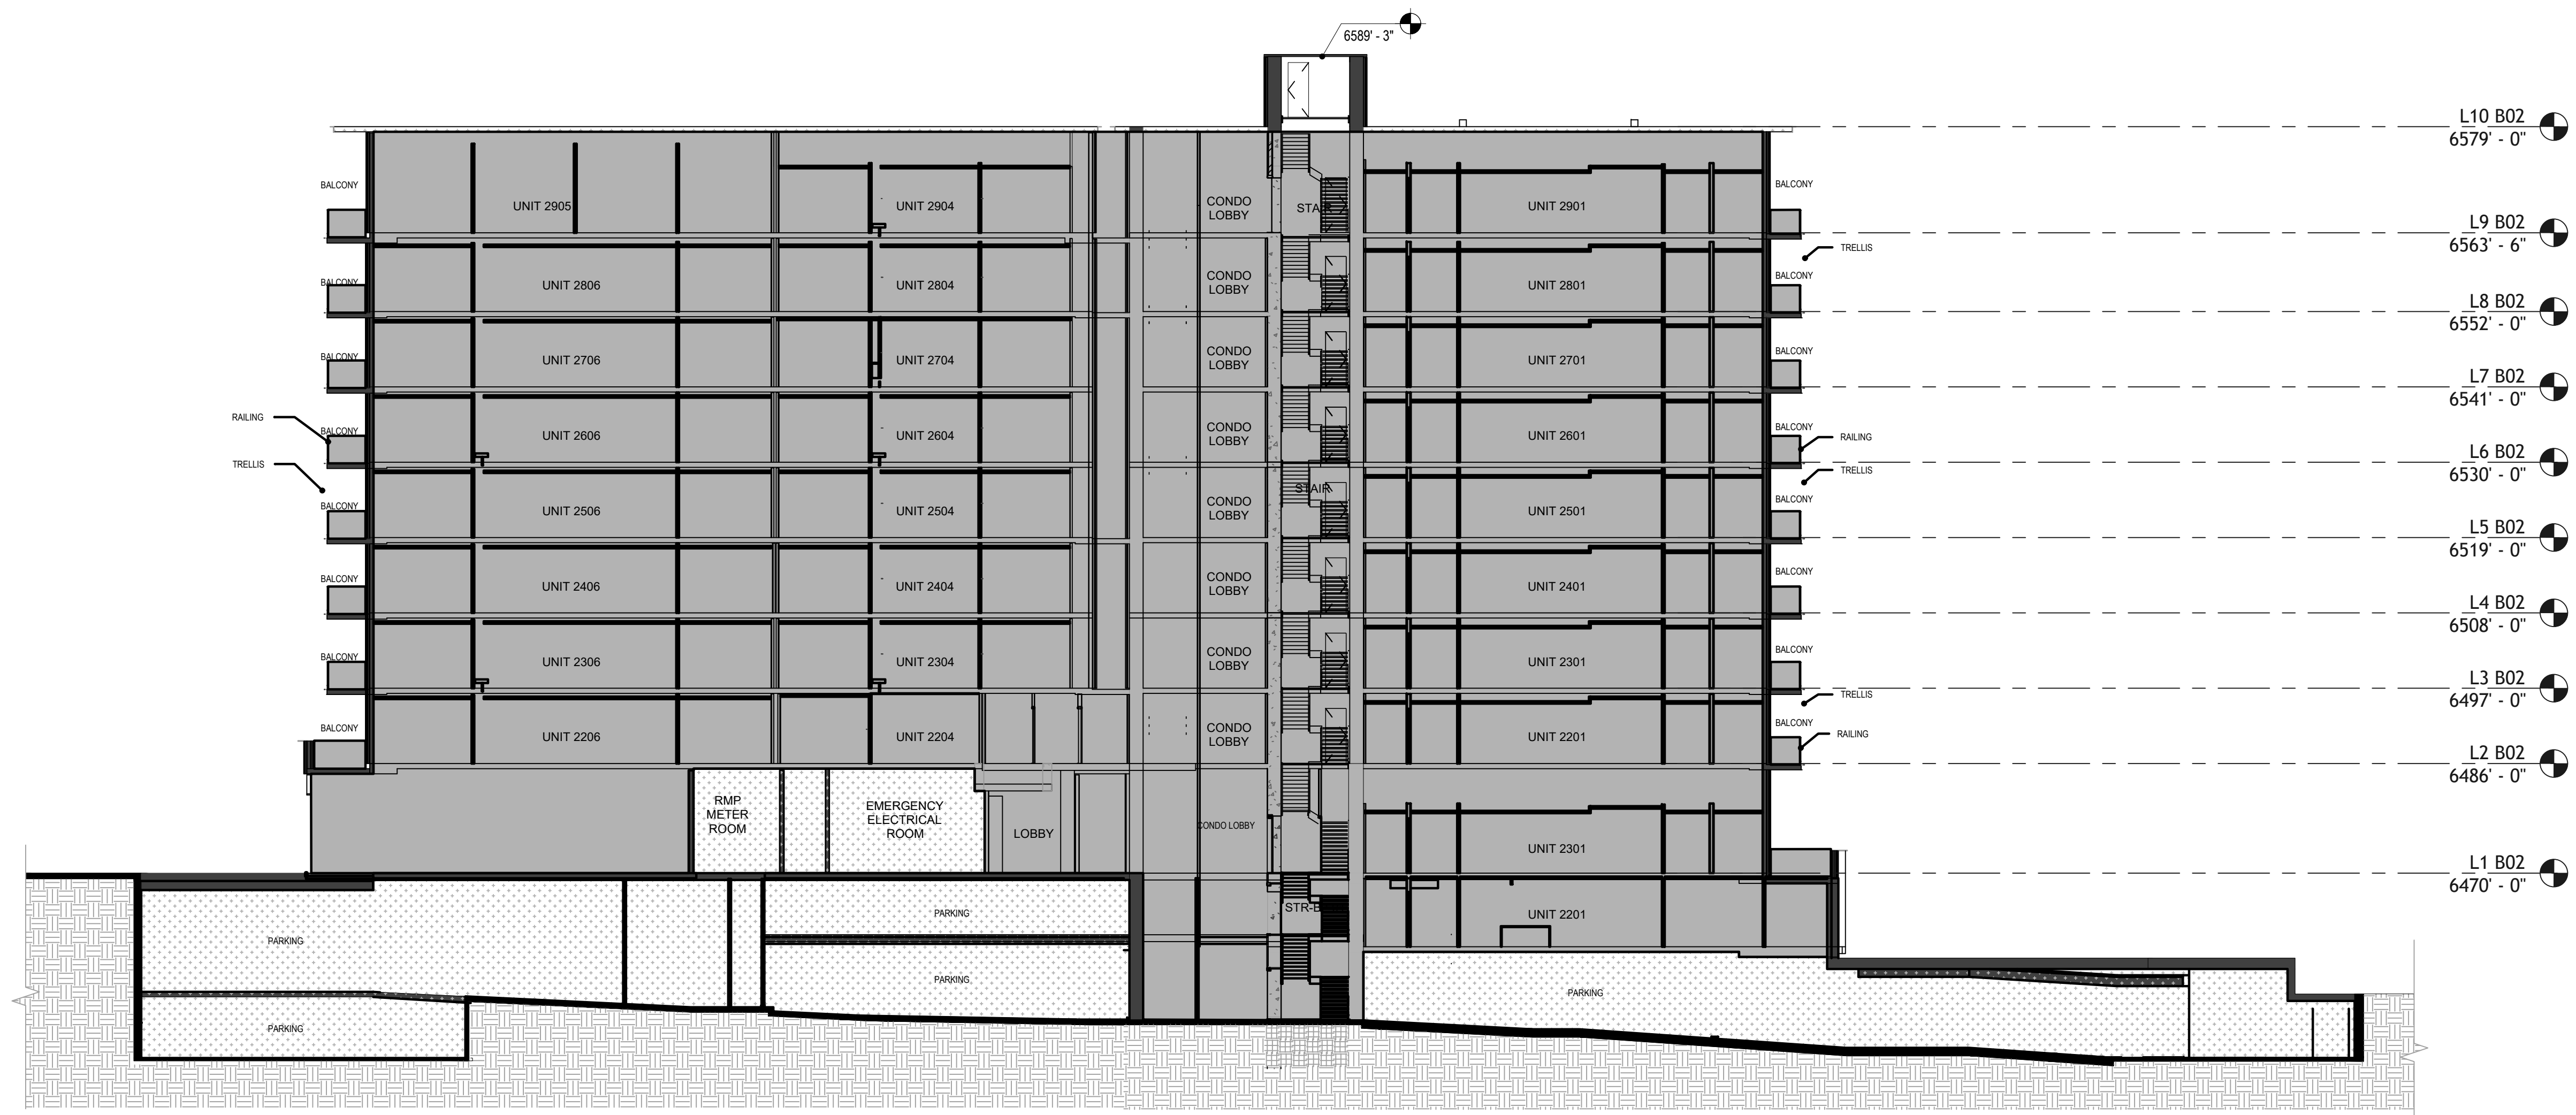 6589' - 3"
L10 B02
6579' - 0"
BALCONY
UNIT 2905
UNIT 2904
CONDO
LOBBY
STAIR
UNIT 2901
BALCONY
L9 B02
6563' - 6"
TRELLIS
BALCONY
UNIT 2806
UNIT 2804
CONDO
LOBBY
UNIT 2801
BALCONY
L8 B02
6552' - 0"
BALCONY
UNIT 2706
UNIT 2704
CONDO
LOBBY
UNIT 2701
BALCONY
L7 B02
6541' - 0"
RAILING
BALCONY
UNIT 2606
UNIT 2604
CONDO
LOBBY
UNIT 2601
BALCONY
RAILING
L6 B02
6530' - 0"
TRELLIS
TRELLIS
STAIR
BALCONY
UNIT 2506
UNIT 2504
CONDO
LOBBY
UNIT 2501
BALCONY
L5 B02
6519' - 0"
BALCONY
UNIT 2406
UNIT 2404
CONDO
LOBBY
UNIT 2401
BALCONY
L4 B02
6508' - 0"
BALCONY
UNIT 2306
UNIT 2304
CONDO
LOBBY
UNIT 2301
BALCONY
L3 B02
6497' - 0"
TRELLIS
BALCONY
UNIT 2206
UNIT 2204
CONDO
LOBBY
UNIT 2201
BALCONY
RAILING
L2 B02
6486' - 0"
RMP
METER
ROOM
EMERGENCY
ELECTRICAL
ROOM
LOBBY
CONDO LOBBY
UNIT 2301
L1 B02
6470' - 0"
PARKING
PARKING
STR-B
UNIT 2201
PARKING
PARKING
PARKING